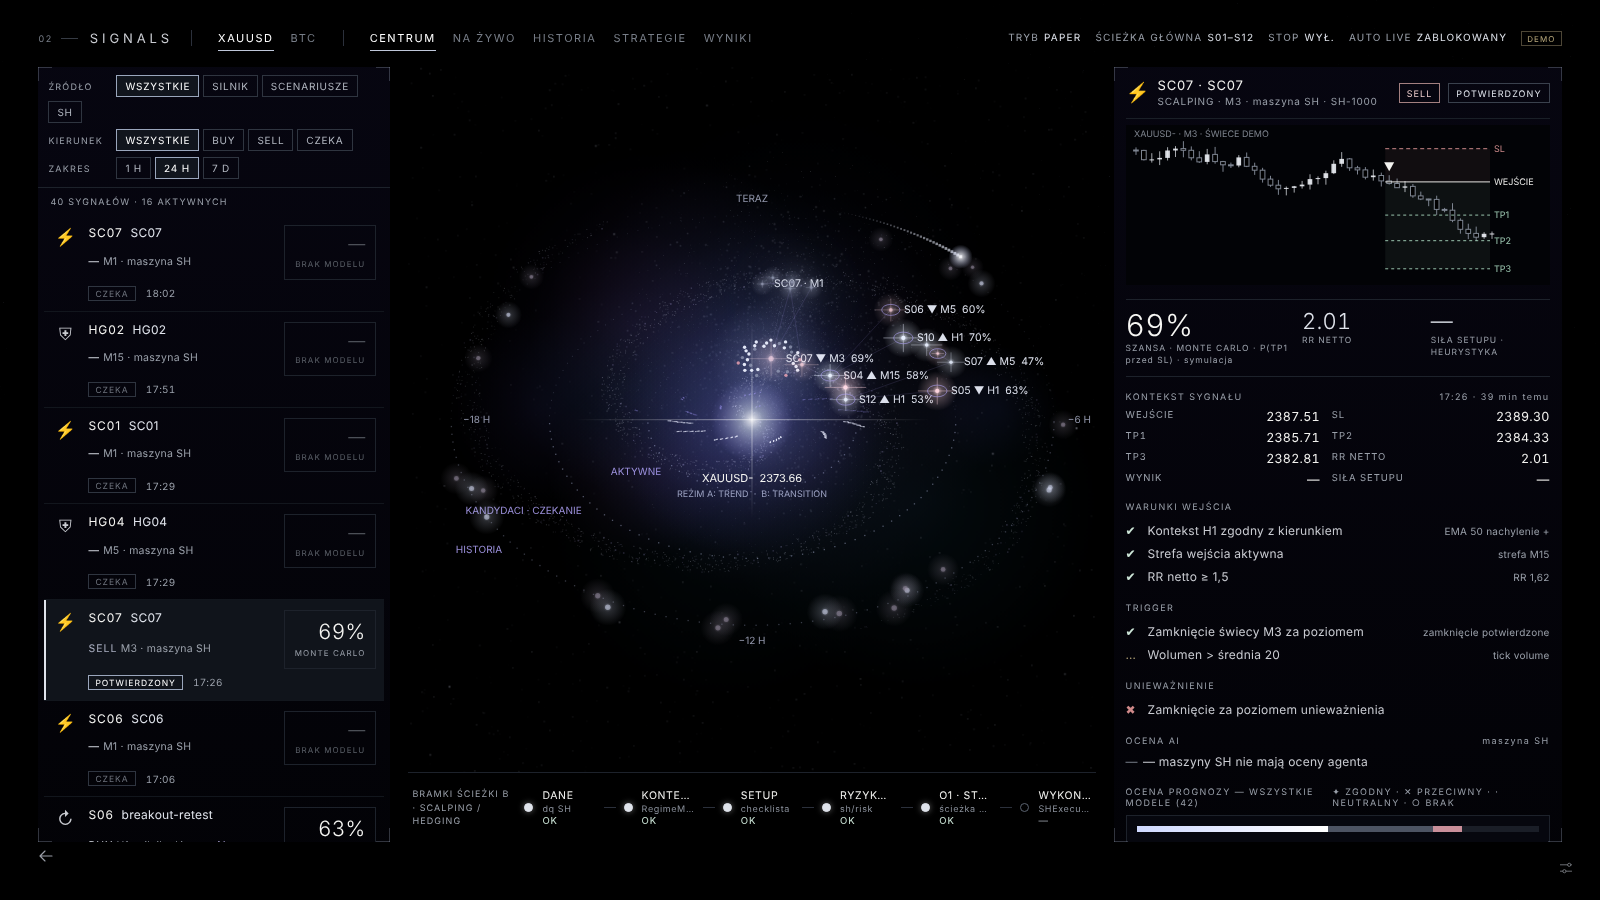 02 — SIGNALS XAUUSD BTC CENTRUM NA ŻYWO HISTORIA STRATEGIE WYNIKI TRYB PAPER ŚCIEŻKA GŁÓWNA S01–S12 STOP WYŁ. AUTO LIVE ZABLOKOWANY DEMO
ŹRÓDŁO WSZYSTKIE SILNIK SCENARIUSZE
SH
KIERUNEK WSZYSTKIE BUY SELL CZEKA
ZAKRES 1 H 24 H 7 D
40 SYGNAŁÓW · 16 AKTYWNYCH
SC07 SC07 —
— M1 · maszyna SH BRAK MODELU
CZEKA 18:02
HG02 HG02 —
— M15 · maszyna SH BRAK MODELU
CZEKA 17:51
SC01 SC01 —
— M1 · maszyna SH BRAK MODELU
CZEKA 17:29
HG04 HG04 —
— M5 · maszyna SH BRAK MODELU
CZEKA 17:29
SC07 SC07 69%
SELL M3 · maszyna SH MONTE CARLO
POTWIERDZONY 17:26
SC06 SC06 —
— M1 · maszyna SH BRAK MODELU
CZEKA 17:06
S06 breakout-retest 63%
TERAZ
SC07 · M1
S06 ▼ M5 60%
S10 ▲ H1 70%
SC07 ▼ M3 69%
S07 ▲ M5 47%
S04 ▲ M15 58%
S05 ▼ H1 63%
S12 ▲ H1 53%
−18 H
−6 H
AKTYWNE
XAUUSD- 2373.66
REŻIM A: TREND · B: TRANSITION
KANDYDACI · CZEKANIE
HISTORIA
−12 H
BRAMKI ŚCIEŻKI B · SCALPING / HEDGING
DANE dq SH OK
KONTE… RegimeM… OK
SETUP checklista OK
RYZYK… sh/risk OK
O1 · ST… ścieżka … OK
WYKON… SHExecu… —
SC07 · SC07 SELL POTWIERDZONY
SCALPING · M3 · maszyna SH · SH-1000
XAUUSD- · M3 · ŚWIECE DEMO
SL
WEJŚCIE
TP1
TP2
TP3
69% 2.01 —
SZANSA · MONTE CARLO · P(TP1 przed SL) · symulacja
RR NETTO
SIŁA SETUPU · HEURYSTYKA
KONTEKST SYGNAŁU 17:26 · 39 min temu
WEJŚCIE 2387.51 SL 2389.30
TP1 2385.71 TP2 2384.33
TP3 2382.81 RR NETTO 2.01
WYNIK — SIŁA SETUPU —
WARUNKI WEJŚCIA
✔ Kontekst H1 zgodny z kierunkiem EMA 50 nachylenie +
✔ Strefa wejścia aktywna strefa M15
✔ RR netto ≥ 1,5 RR 1,62
TRIGGER
✔ Zamknięcie świecy M3 za poziomem zamknięcie potwierdzone
… Wolumen > średnia 20 tick volume
UNIEWAŻNIENIE
✖ Zamknięcie za poziomem unieważnienia
OCENA AI maszyna SH
— — maszyny SH nie mają oceny agenta
OCENA PROGNOZY — WSZYSTKIE MODELE (42)
✦ ZGODNY · ✕ PRZECIWNY · · NEUTRALNY · O BRAK